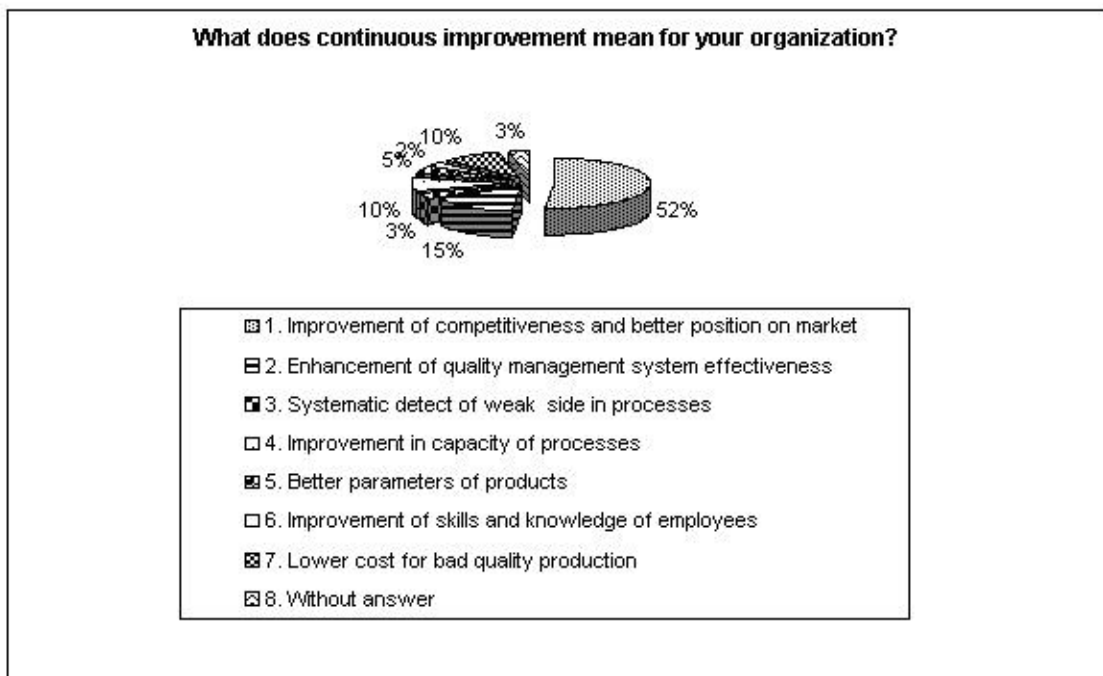 What does continuous improvement mean for your organization?
10%
3%
2%
5%
10%
3%
15%
52%
1. Improvement of competitiveness and better position on market
2. Enhancement of quality management system effectiveness
3. Systematic detect of weak side in processes
4. Improvement in capacity of processes
5. Better parameters of products
6. Improvement of skills and knowledge of employees
7. Lower cost for bad quality production
8. Without answer